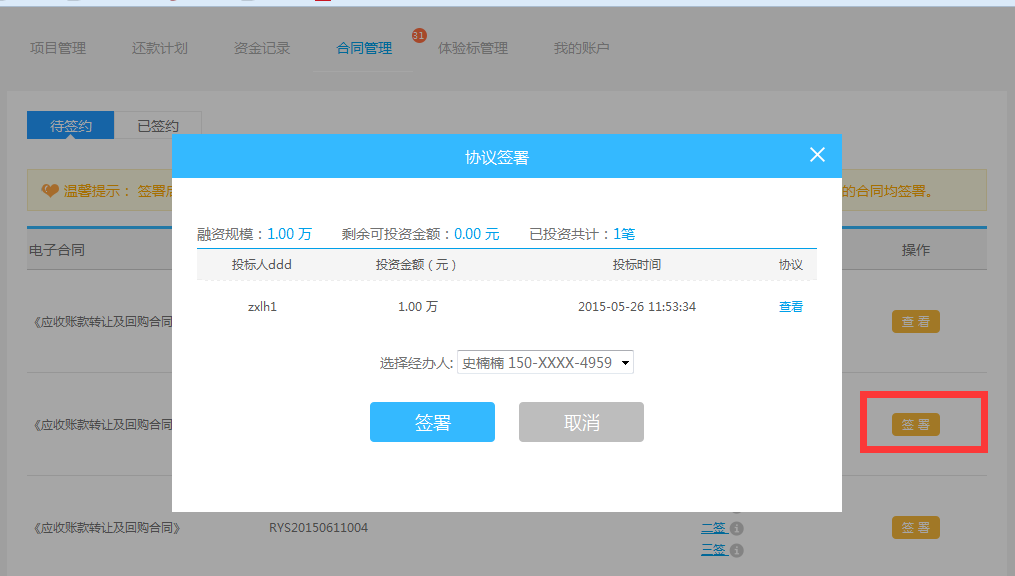 项目管理 还款计划 资金记录 合同管理 31 体验标管理 我的账户
待签约 已签约
协议签署
温馨提示： 签署后 的合同均签署。
融资规模：1.00 万 剩余可投资金额：0.00 元 已投资共计：1笔
电子合同 操作
投标人ddd 投资金额（元） 投标时间 协议
zxlh1 1.00 万 2015-05-26 11:53:34 查看
《应收账款转让及回购合同 查 看
选择经办人: 史楠楠 150-XXXX-4959
签署 取消
《应收账款转让及回购合同 签 署
《应收账款转让及回购合同》 RYS20150611004 二签 签 署
三签